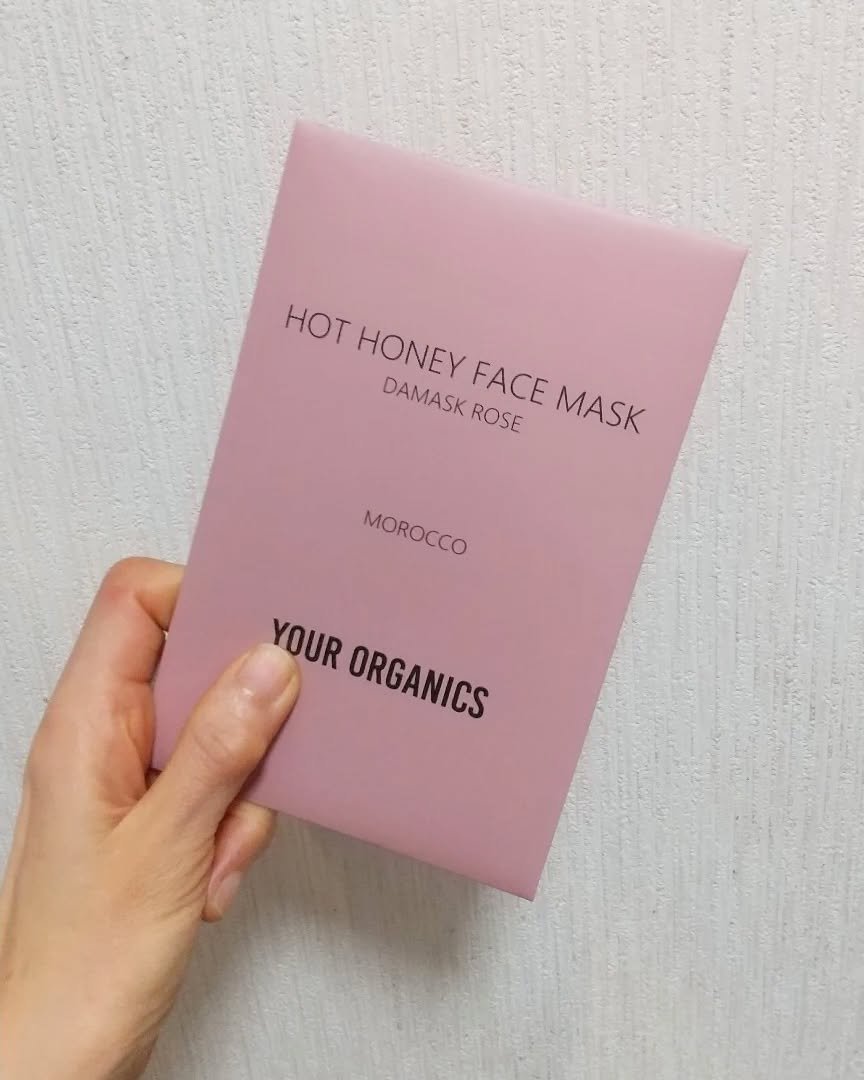 HOT HONEY FACE MASK
DAMASK ROSE
MOROCCO
YOUR ORGANICS